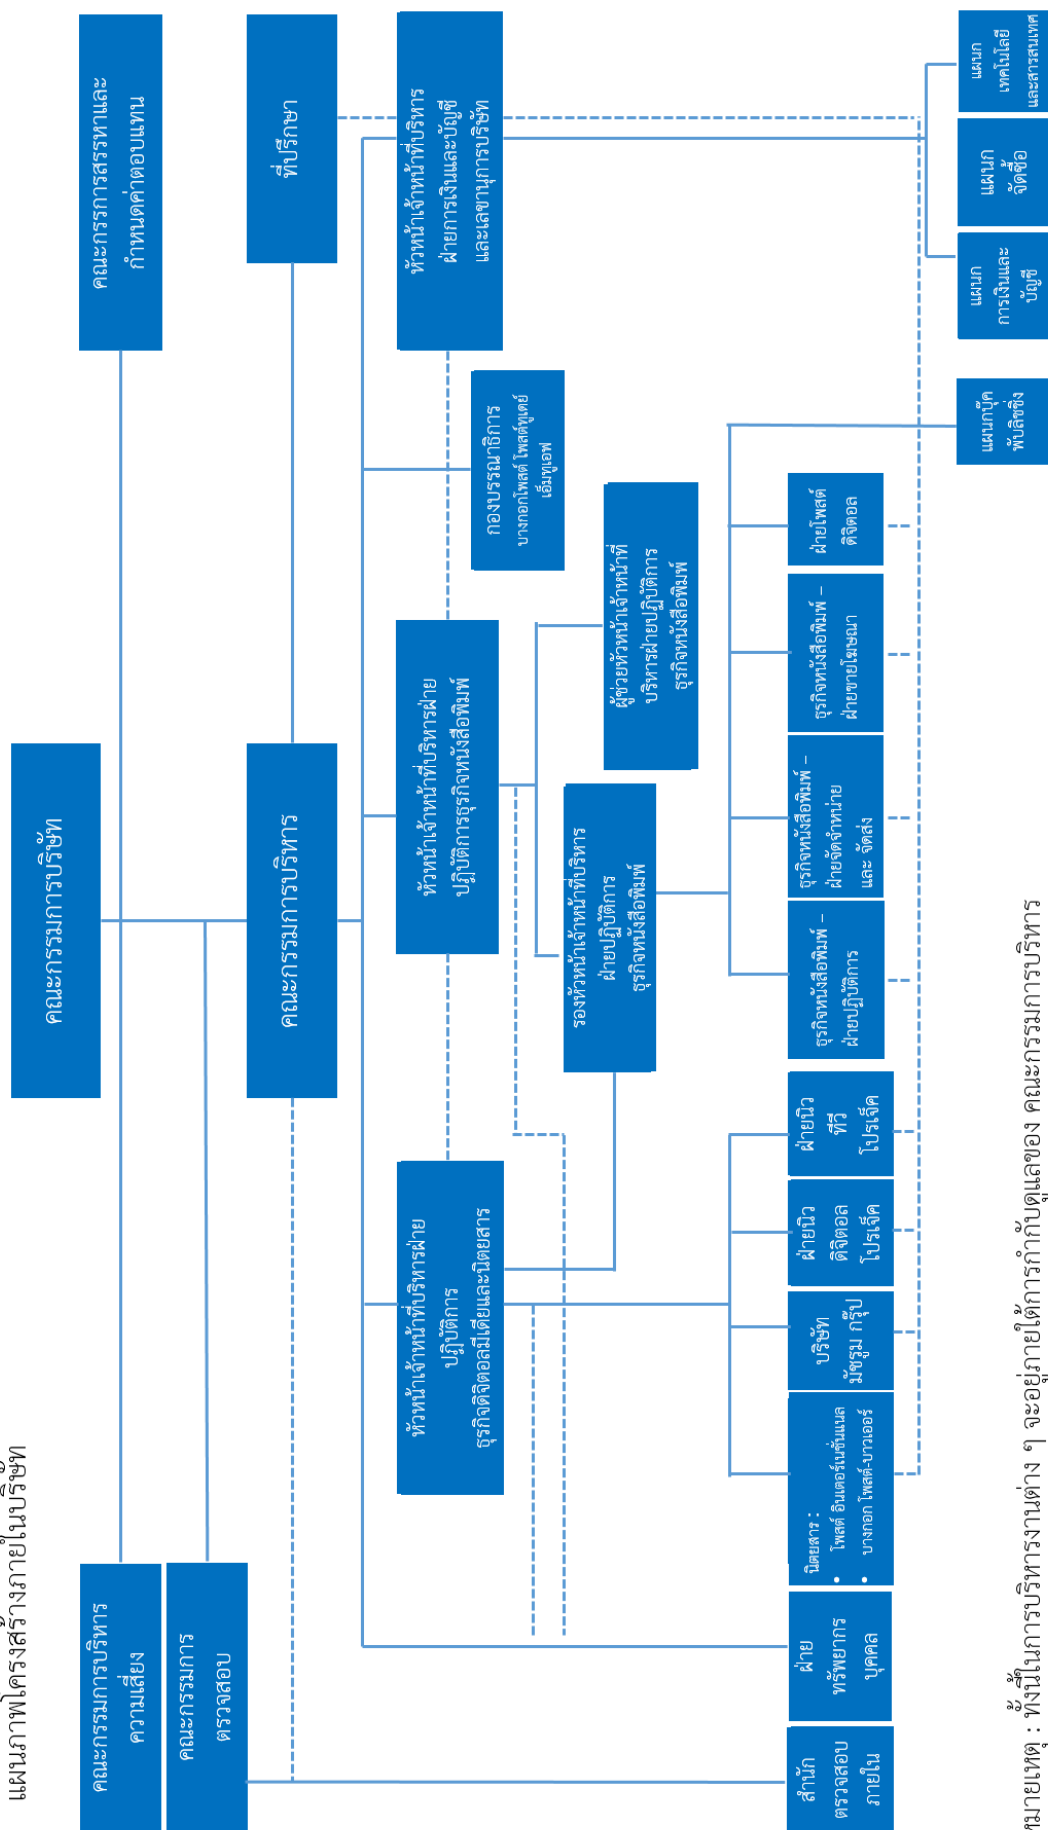 แผนภาพโครงสร้างภายในบริษัท
คณะกรรมการบริษัท
คณะกรรมการบริหาร
ความเสี่ยง
คณะกรรการสรรหาและ
กำหนดค่าตอบแทน
คณะกรรมการ
ตรวจสอบ
คณะกรรมการบริหาร
ที่ปรึกษา
หัวหน้าเจ้าหน้าที่บริหารฝ่าย
ปฏิบัติการ
ธุรกิจดิจิตอลมีเดียและนิตยสาร
หัวหน้าเจ้าหน้าที่บริหารฝ่าย
ปฏิบัติการธุรกิจหนังสือพิมพ์
หัวหน้าเจ้าหน้าที่บริหาร
ฝ่ายการเงินและบัญชี
และเลขานุการบริษัท
กองบรรณาธิการ
บางกอกโพสต์ โพสต์ทูเดย์
เอ็มทูเอฟ
รองหัวหน้าเจ้าหน้าที่บริหาร
ฝ่ายปฏิบัติการ
ธุรกิจหนังสือพิมพ์
ผู้ช่วยหัวหน้าเจ้าหน้าที่
บริหารฝ่ายปฏิบัติการ
ธุรกิจหนังสือพิมพ์
สำนัก
ตรวจสอบ
ภายใน
ฝ่าย
ทรัพยากร
บุคคล
นิตยสาร :
• โพสต์ อินเตอร์เนชั่นแนล
• บางกอก โพสต์-บาวเออร์
บริษัท
มัชรูม กรุ๊ป
ฝ่ายนิว
ดิจิตอล
โปรเจ็ค
ฝ่ายนิว
ทีวี
โปรเจ็ค
ธุรกิจหนังสือพิมพ์ –
ฝ่ายปฏิบัติการ
ธุรกิจหนังสือพิมพ์ –
ฝ่ายจัดจำหน่าย
และ จัดส่ง
ธุรกิจหนังสือพิมพ์ –
ฝ่ายขายโฆษณา
ฝ่ายโพสต์
ดิจิตอล
แผนกบุ๊ค
พับลิชชิ่ง
แผนก
การเงินและ
บัญชี
แผนก
จัดซื้อ
แผนก
เทคโนโลยี
และสารสนเทศ
หมายเหตุ : ทั้งนี้ในการบริหารงานต่าง ๆ จะอยู่ภายใต้การกำกับดูแลของ คณะกรรมการบริหาร